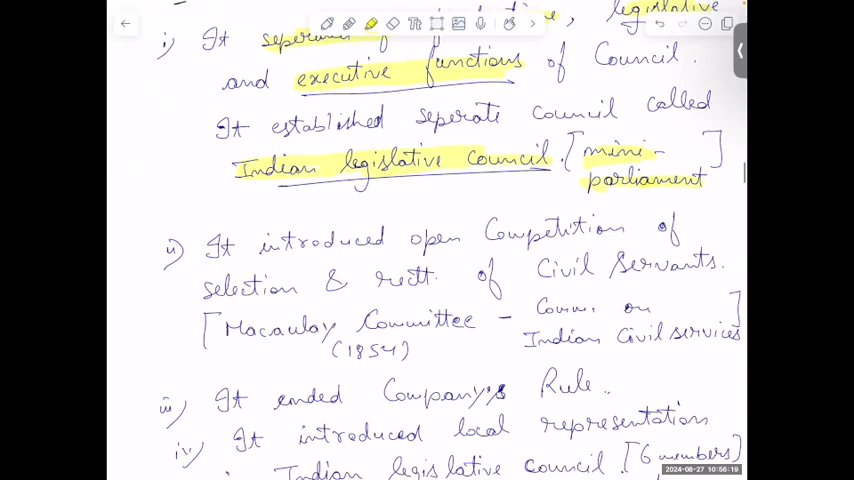 legislative
i) It
and executive functions of Council.
It established seperate council called
Indian legislative council. [mini-
parliament]
ii) It introduced open Competition of
selection & rectt. of Civil Servants.
[Macaulay Committee - Comm. on
(1854) Indian Civil services]
iii) It ended Company's Rule.
iv) It introduced local representation
Indian legislative council. [6 members]
2024-08-27 10:56:19